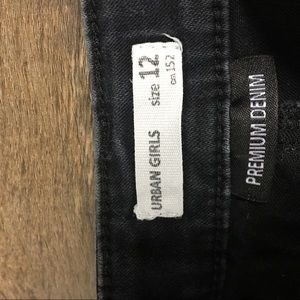 URBAN GIRLS
size 12
cm 152
PREMIUM DENIM